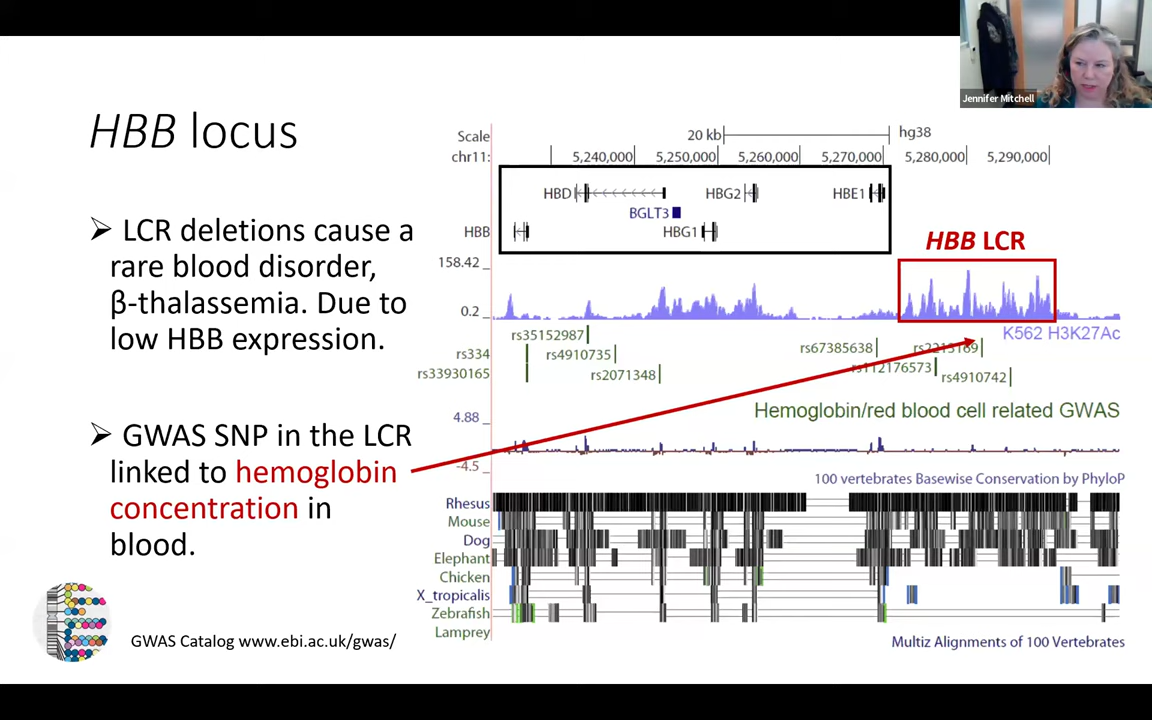 Jennifer Mitchell
HBB locus
➢ LCR deletions cause a
rare blood disorder,
β-thalassemia. Due to
low HBB expression.
➢ GWAS SNP in the LCR
linked to hemoglobin
concentration in
blood.
GWAS Catalog www.ebi.ac.uk/gwas/
Scale 20 kb hg38
chr11: 5,240,000 5,250,000 5,260,000 5,270,000 5,280,000 5,290,000
HBD HBG2 HBE1
BGLT3
HBB HBG1
HBB LCR
158.42
0.2
K562 H3K27Ac
rs35152987
rs334 rs4910735 rs67385638
rs33930165 rs2071348 rs4910742
Hemoglobin/red blood cell related GWAS
4.88
-4.5
100 vertebrates Basewise Conservation by PhyloP
Rhesus
Mouse
Dog
Elephant
Chicken
X_tropicalis
Zebrafish
Lamprey
Multiz Alignments of 100 Vertebrates